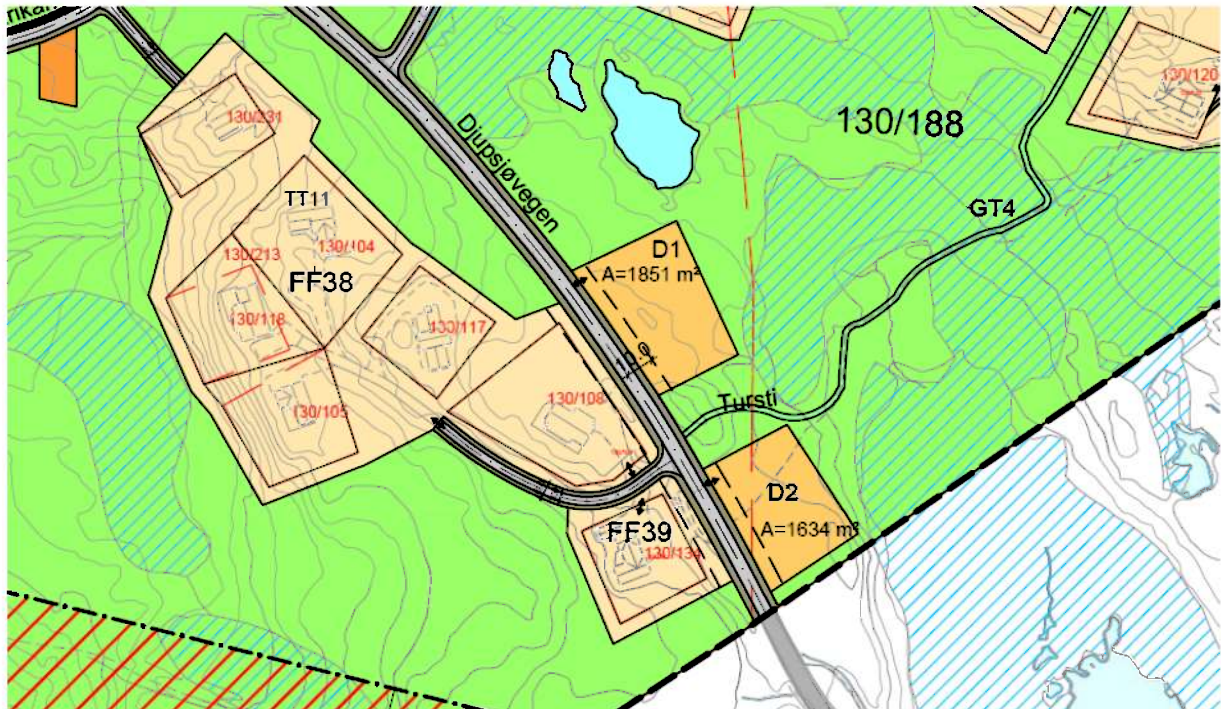 130/120
130/231
130/188
Djupsjøvegen
TT11
GT4
130/213
130/104
D1
A=1851 m²
FF38
130/118
130/117
130/105
130/108
Tursti
D2
A=1634 m²
FF39
130/134